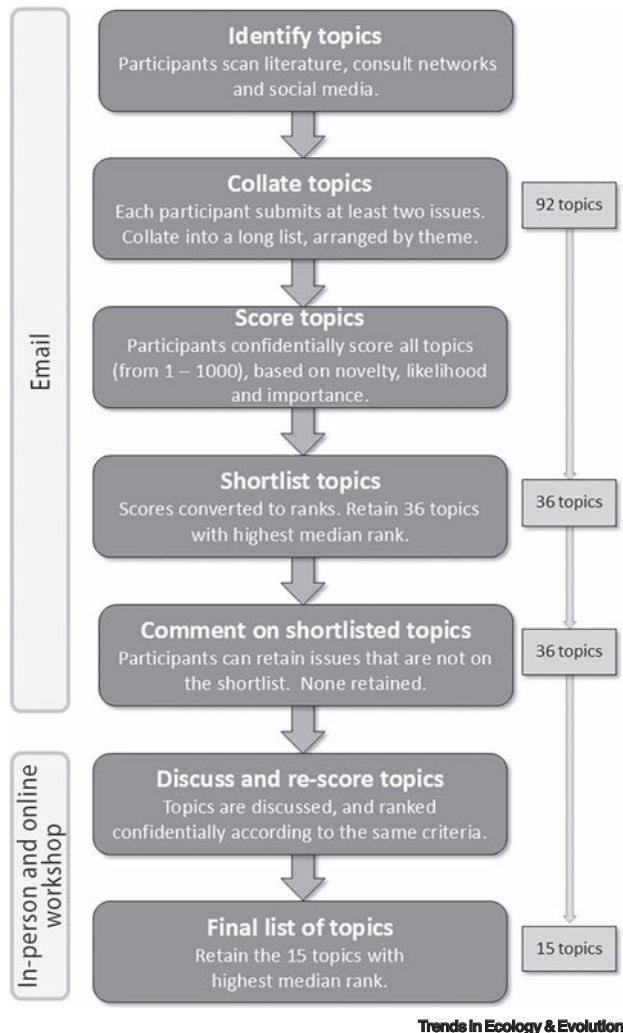 Identify topics
Participants scan literature, consult networks
and social media.
Collate topics
Each participant submits at least two issues.
Collate into a long list, arranged by theme.
92 topics
Score topics
Participants confidentially score all topics
(from 1 – 1000), based on novelty, likelihood
and importance.
Email
Shortlist topics
Scores converted to ranks. Retain 36 topics
with highest median rank.
36 topics
Comment on shortlisted topics
Participants can retain issues that are not on
the shortlist. None retained.
36 topics
In-person and online
workshop
Discuss and re-score topics
Topics are discussed, and ranked
confidentially according to the same criteria.
Final list of topics
Retain the 15 topics with
highest median rank.
15 topics
Trends in Ecology & Evolution